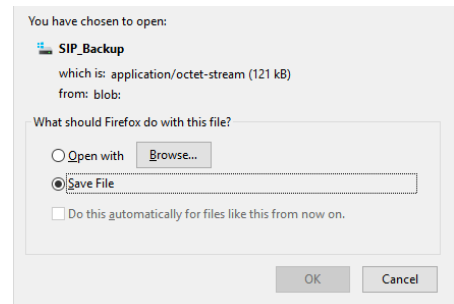 You have chosen to open:
SIP_Backup
which is: application/octet-stream (121 kB)
from: blob:
What should Firefox do with this file?
Open with Browse...
Save File
Do this automatically for files like this from now on.
OK Cancel